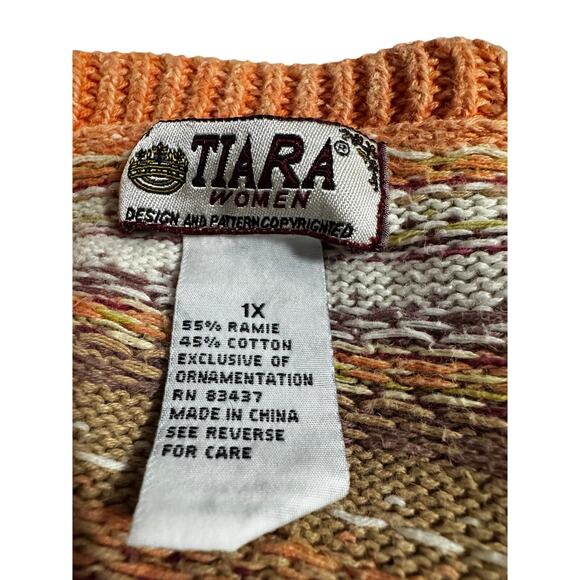 TIARA®
WOMEN
DESIGN AND PATTERN COPYRIGHTED
1X
55% RAMIE
45% COTTON
EXCLUSIVE OF
ORNAMENTATION
RN 83437
MADE IN CHINA
SEE REVERSE
FOR CARE